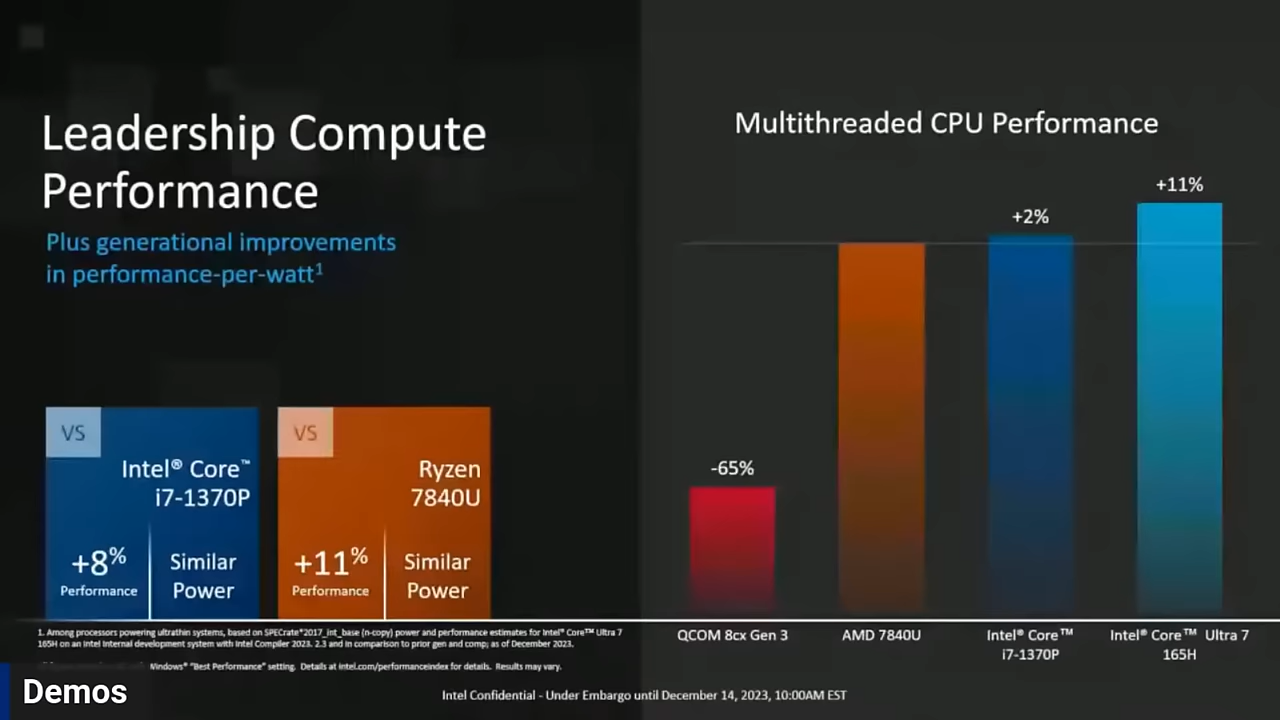 Leadership Compute
Performance
Plus generational improvements
in performance-per-watt¹
VS
Intel® Core™
i7-1370P
+8%
Performance
Similar
Power
VS
Ryzen
7840U
+11%
Performance
Similar
Power
Multithreaded CPU Performance
-65%
+2%
+11%
QCOM 8cx Gen 3
AMD 7840U
Intel® Core™
i7-1370P
Intel® Core™ Ultra 7
165H
1. Among processors powering ultrathin systems, based on SPECrate®2017_int_base (n-copy) power and performance estimates for Intel® Core™ Ultra 7
165H on an Intel Internal development system with Intel Compiler 2023. 2.3 and in comparison to prior gen and comp; as of December 2023.
Windows® "Best Performance" setting. Details at intel.com/performanceindex for details. Results may vary.
Demos
Intel Confidential - Under Embargo until December 14, 2023, 10:00AM EST